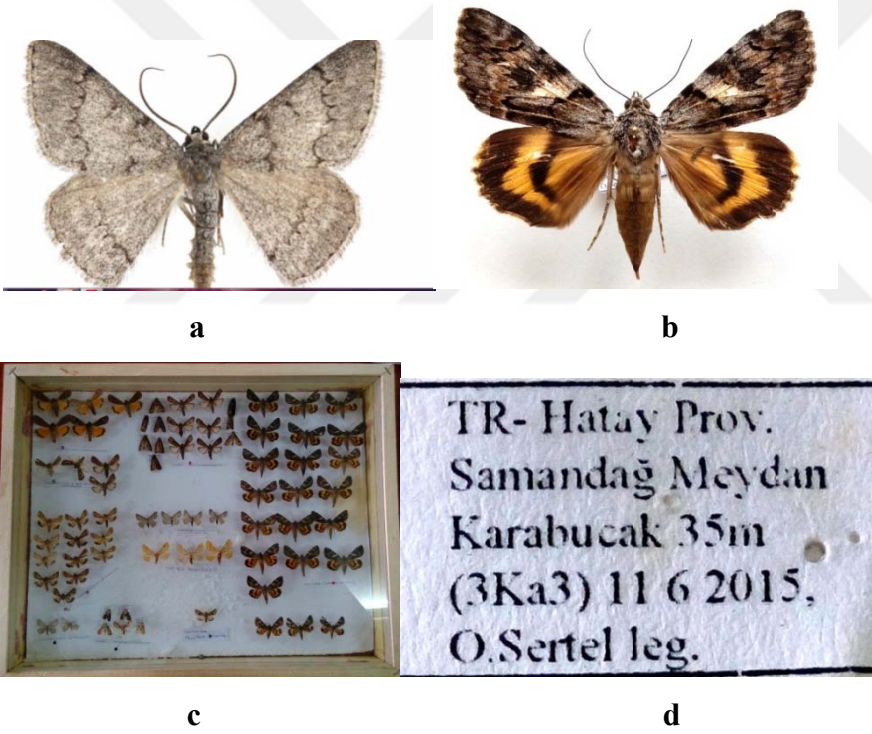 a
b
c
d
TR- Hatay Prov.
Samandağ Meydan
Karabucak 35m
(3Ka3) 11 6 2015,
O.Sertel leg.